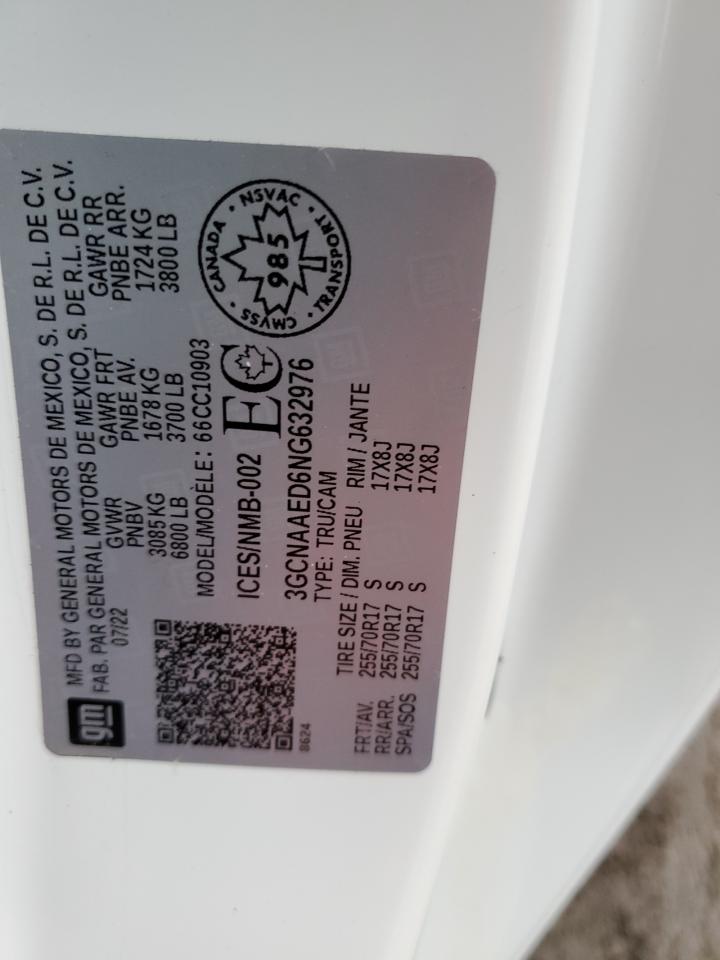 gm
MFD BY GENERAL MOTORS DE MEXICO, S. DE R.L. DE C.V.
FAB. PAR GENERAL MOTORS DE MEXICO, S. DE R.L. DE C.V.
07/22 GVWR GAWR FRT GAWR RR
PNBV PNBE AV. PNBE ARR.
3085 KG 1678 KG 1724 KG
6800 LB 3700 LB 3800 LB
MODEL/MODÈLE: 66CC10903
ICES/NMB-002 EC
CANADA · NSVAC · TRANSPORT · CMVSS ·
985
3GCNAAED6NG632976
TYPE: TRU/CAM
8624
TIRE SIZE / DIM. PNEU RIM / JANTE
FRT/AV. 255/70R17 S 17X8J
RR/ARR. 255/70R17 S 17X8J
SPA/SOS 255/70R17 S 17X8J